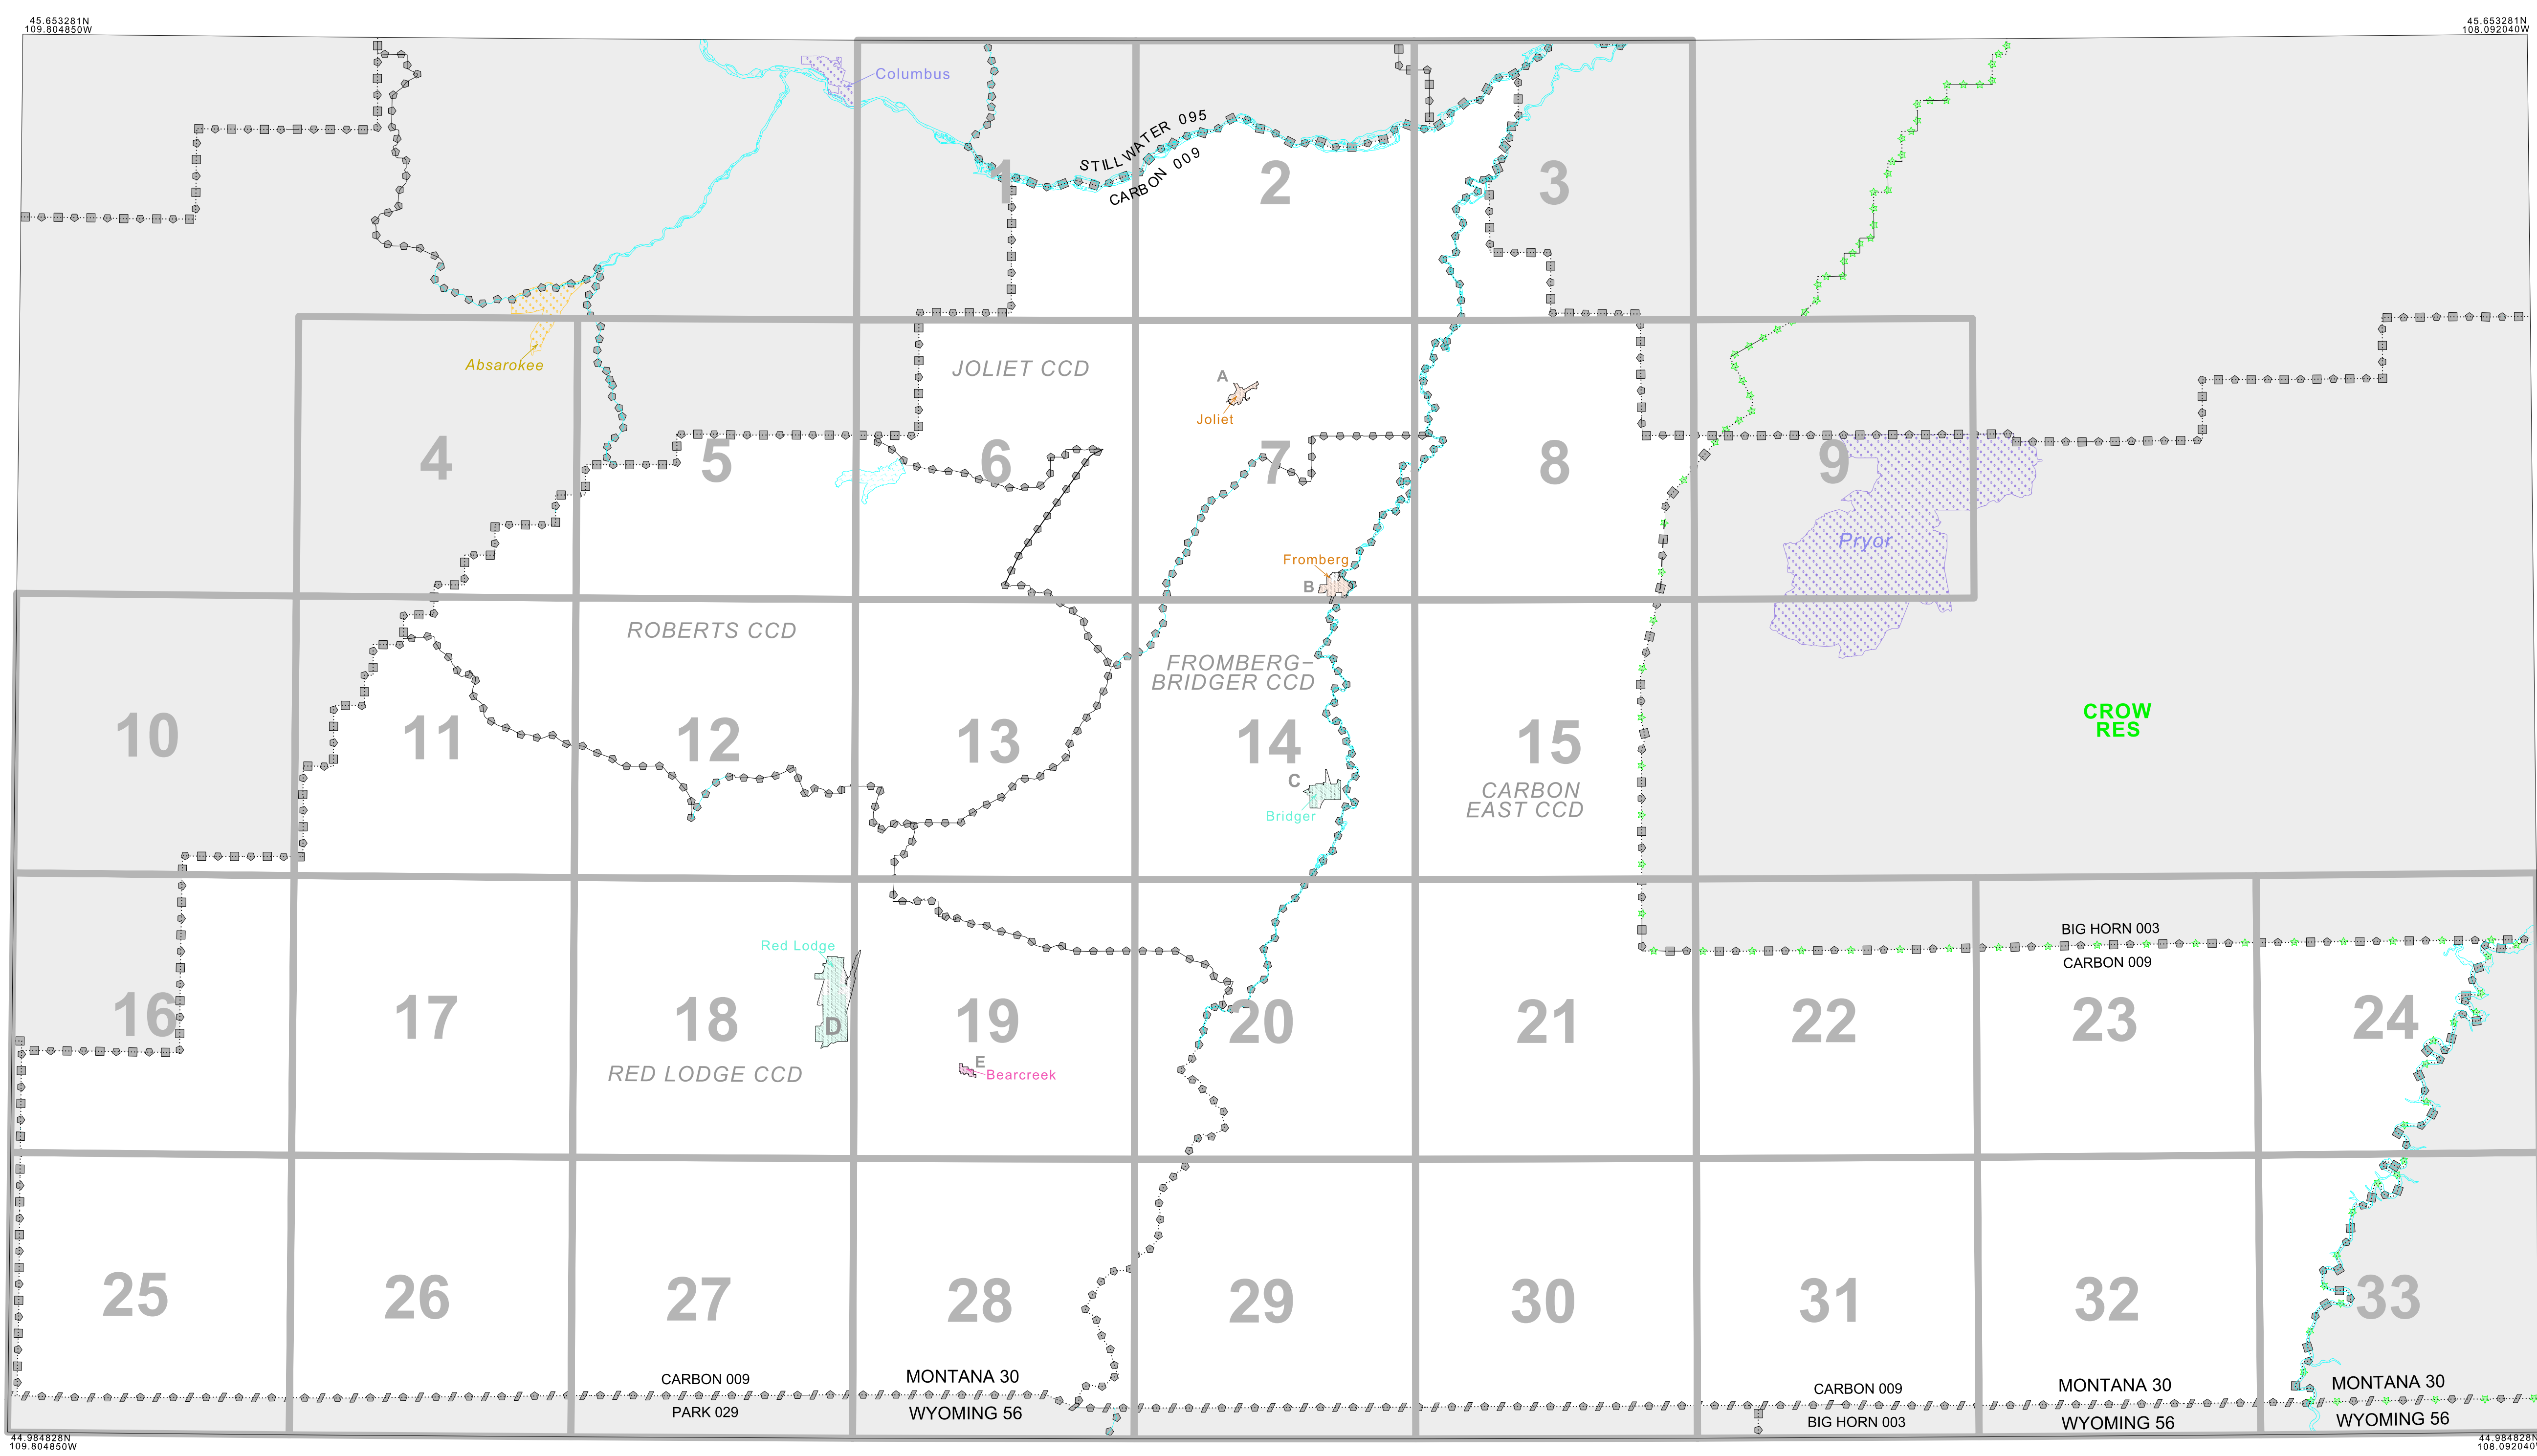 45.653281N
109.804850W
45.653281N
108.092040W
Columbus
STILLWATER 095
CARBON 009
1
2
3
Absarokee
JOLIET CCD
A
Joliet
4
5
6
7
8
9
Pryor
Fromberg
B
ROBERTS CCD
FROMBERG-
BRIDGER CCD
CROW
RES
10
11
12
13
14
15
C
Bridger
CARBON
EAST CCD
BIG HORN 003
CARBON 009
Red Lodge
D
16
17
18
19
20
21
22
23
24
E
Bearcreek
RED LODGE CCD
25
26
27
28
29
30
31
32
33
CARBON 009
PARK 029
MONTANA 30
WYOMING 56
CARBON 009
BIG HORN 003
MONTANA 30
WYOMING 56
MONTANA 30
WYOMING 56
44.984828N
109.804850W
44.984828N
108.092040W